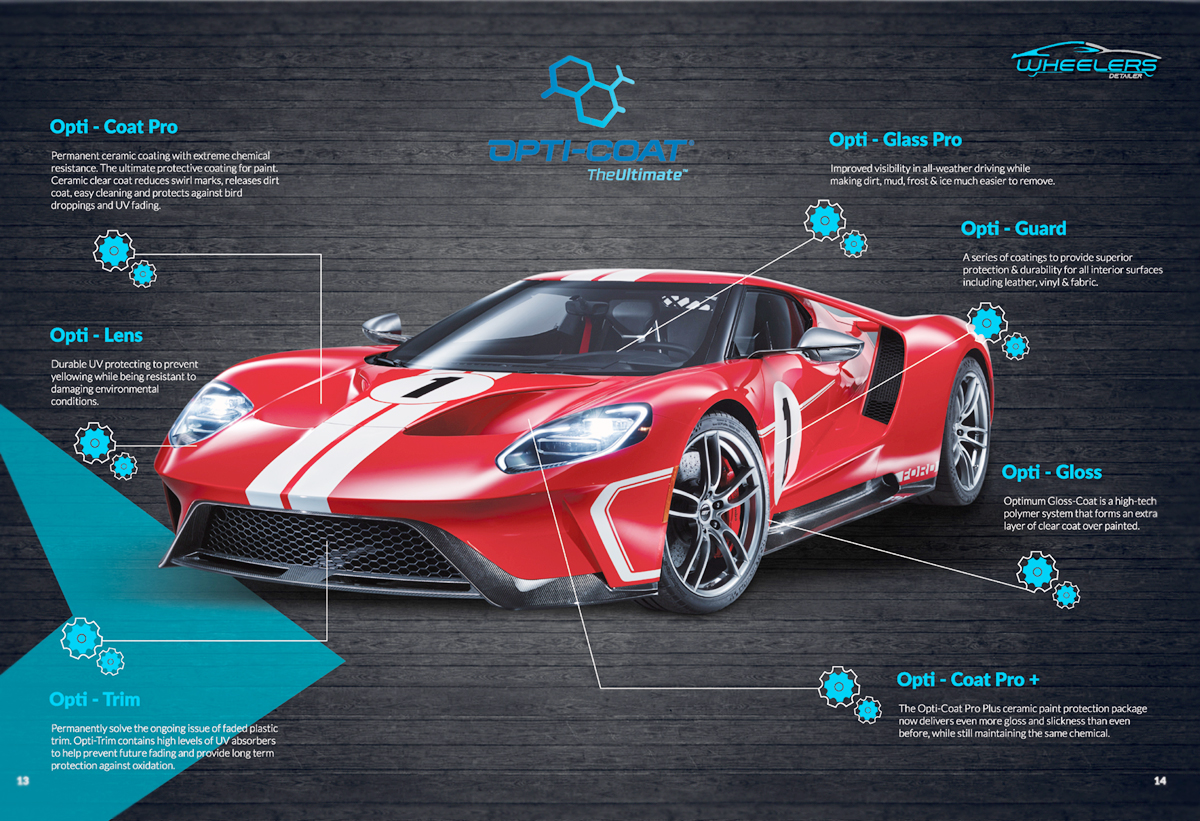 WHEELERS
DETAILER
OPTI-COAT®
TheUltimate™
Opti - Coat Pro
Permanent ceramic coating with extreme chemical
resistance. The ultimate protective coating for paint.
Ceramic clear coat reduces swirl marks, releases dirt
coat, easy cleaning and protects against bird
droppings and UV fading.
Opti - Glass Pro
Improved visibility in all-weather driving while
making dirt, mud, frost & ice much easier to remove.
Opti - Guard
A series of coatings to provide superior
protection & durability for all interior surfaces
including leather, vinyl & fabric.
Opti - Lens
Durable UV protecting to prevent
yellowing while being resistant to
damaging environmental
conditions.
1
1
FORD
Opti - Gloss
Optimum Gloss-Coat is a high-tech
polymer system that forms an extra
layer of clear coat over painted.
Opti - Trim
Permanently solve the ongoing issue of faded plastic
trim. Opti-Trim contains high levels of UV absorbers
to help prevent future fading and provide long term
protection against oxidation.
Opti - Coat Pro +
The Opti-Coat Pro Plus ceramic paint protection package
now delivers even more gloss and slickness than even
before, while still maintaining the same chemical.
13
14